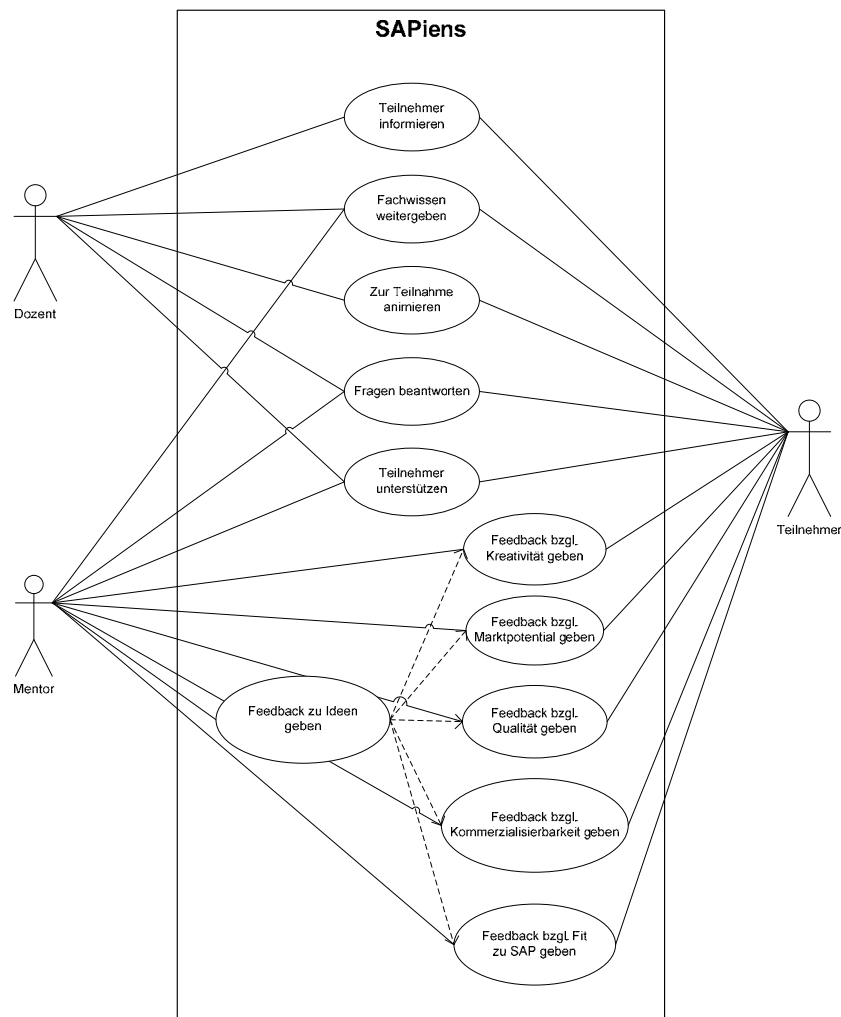 SAPiens
Teilnehmer
informieren
Fachwissen
weitergeben
Dozent
Zur Teilnahme
animieren
Fragen beantworten
Teilnehmer
unterstützen
Teilnehmer
Feedback bzgl.
Kreativität geben
Mentor
Feedback bzgl.
Marktpotential geben
Feedback zu Ideen
geben
Feedback bzgl.
Qualität geben
Feedback bzgl.
Kommerzialisierbarkeit geben
Feedback bzgl. Fit
zu SAP geben